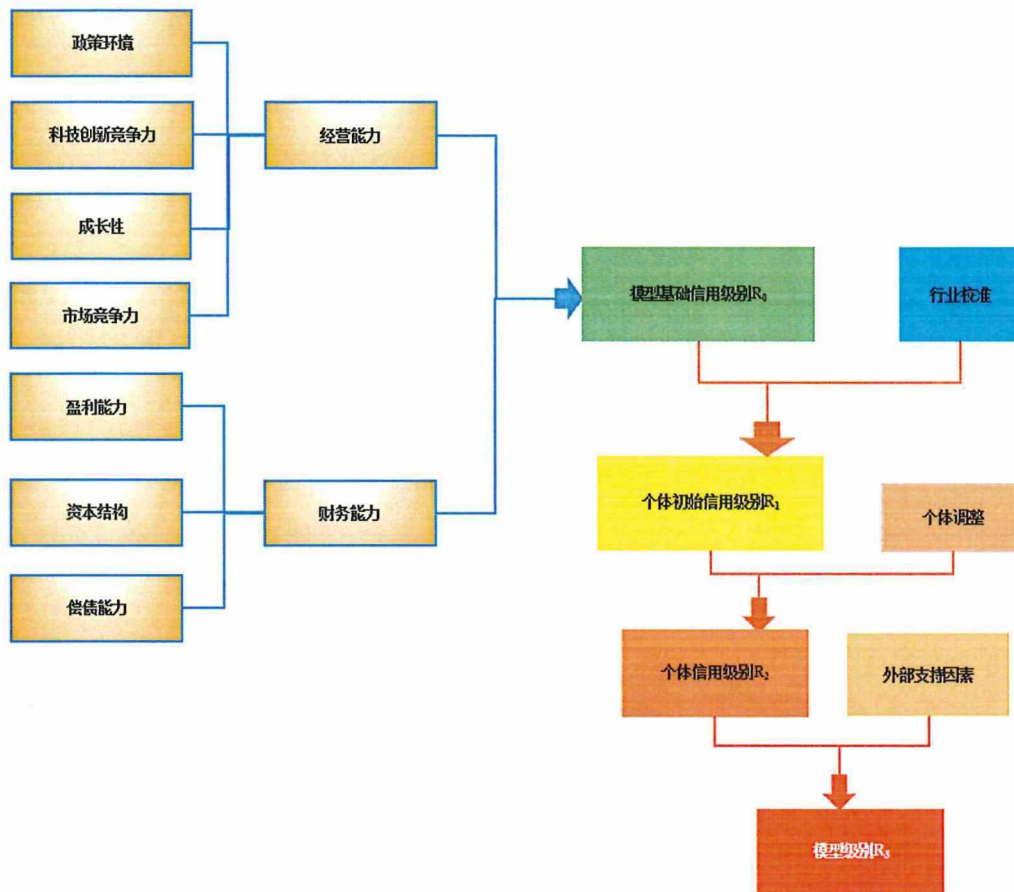 政策环境
科技创新竞争力
经营能力
成长性
市场竞争力
模型基础信用级别R₀
行业校准
盈利能力
资本结构
财务能力
偿债能力
个体初始信用级别R₁
个体调整
个体信用级别R₂
外部支持因素
模型级别R₃